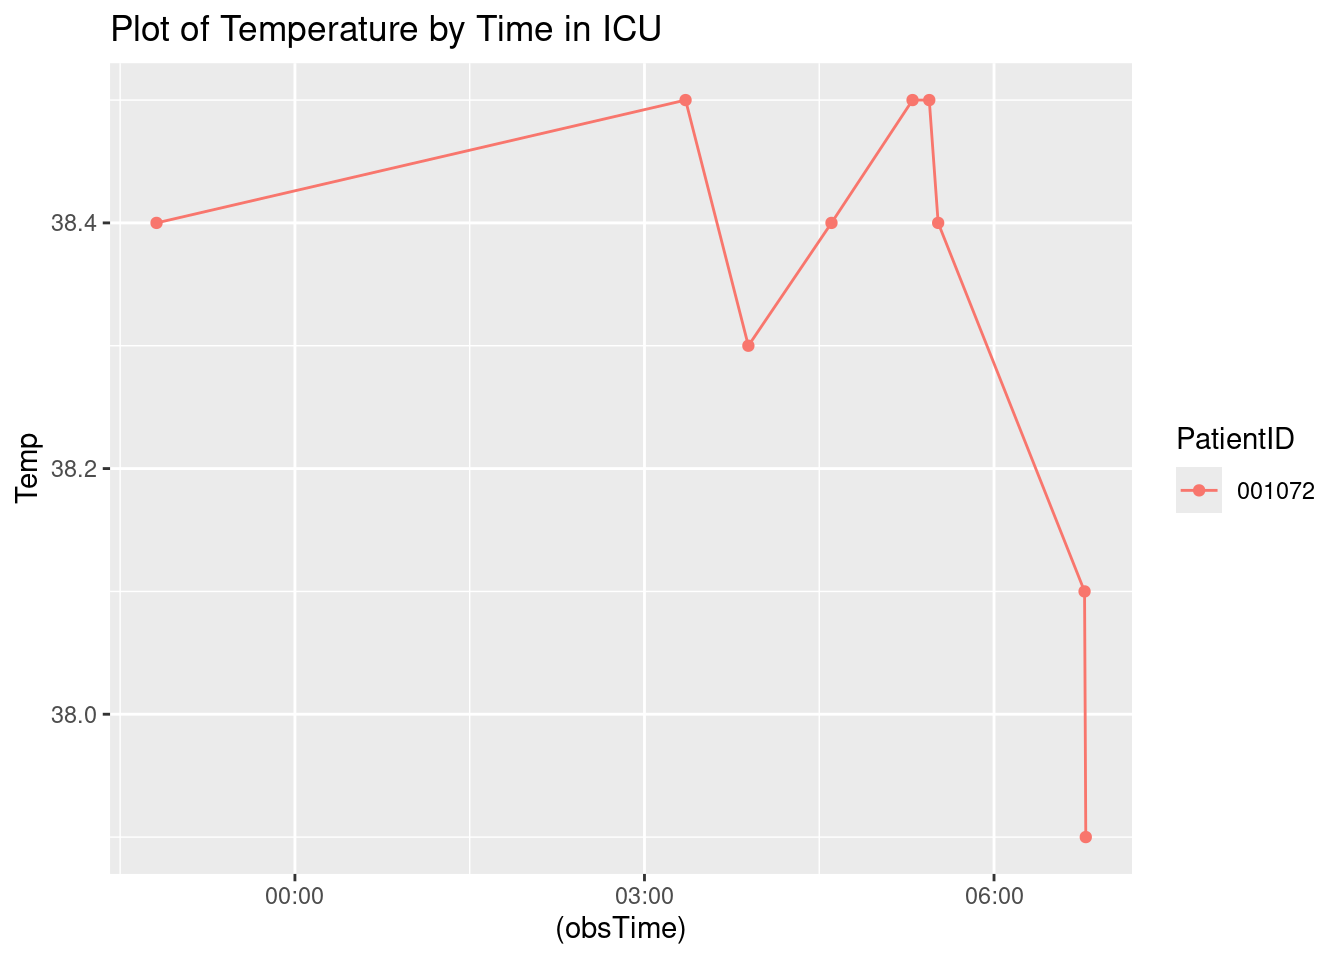 Plot of Temperature by Time in ICU
Temp
38.4
38.2
38.0
00:00
03:00
06:00
(obsTime)
PatientID
001072